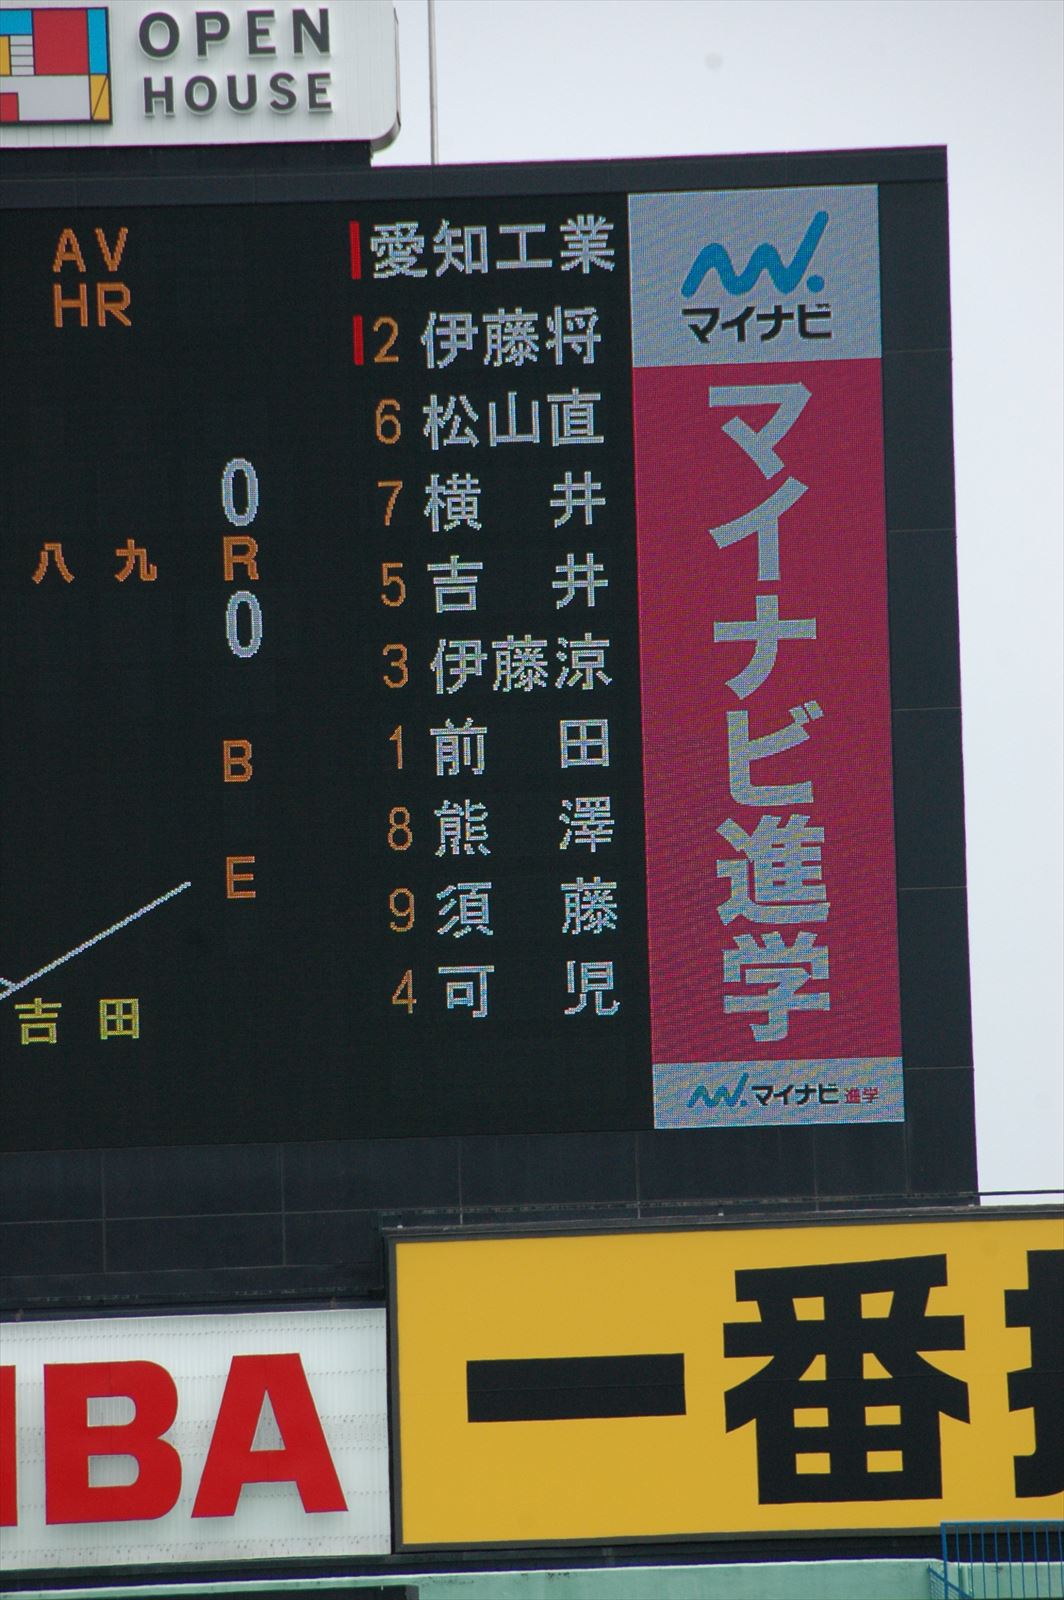 OPEN
HOUSE
AV
HR
愛知工業
2 伊藤将
6 松山直
7 横井
5 吉井
3 伊藤涼
1 前田
8 熊澤
9 須藤
4 可児
0
八 九 R
0
B
E
吉田
マイナビ
マイナビ進学
マイナビ 進学
BA
一番